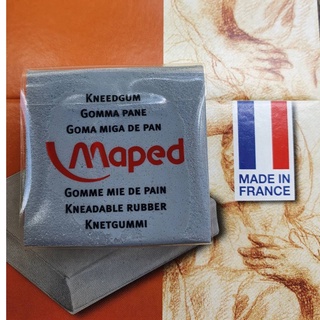 KNEEDGUM
GOMMA PANE
GOMA MIGA DE PAN
Maped
GOMME MIE DE PAIN
KNEADABLE RUBBER
KNETGUMMI
MADE IN
FRANCE